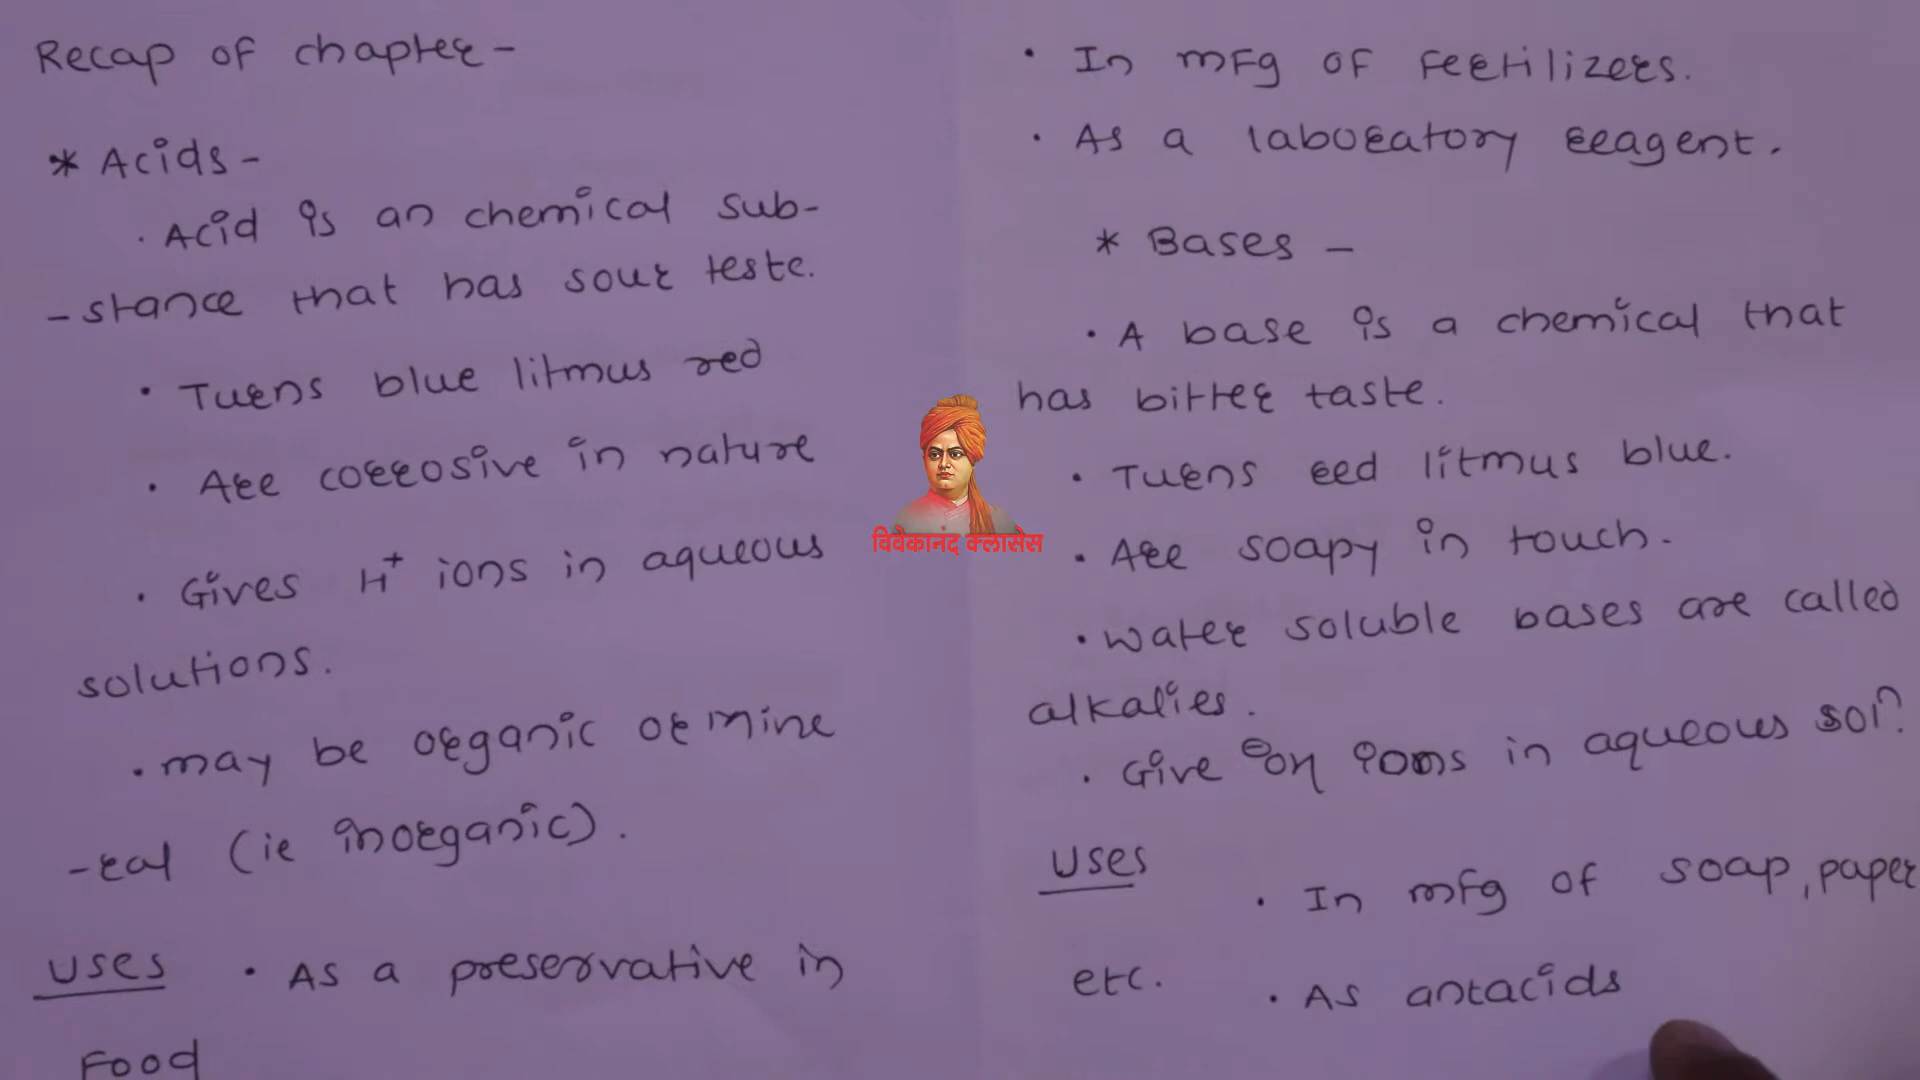 Recap of chapter -
* Acids -
· Acid is an chemical sub-
- stance that has sour teste.
· Turns blue litmus red
· Are corrosive in nature
· Gives H⁺ ions in aqueous
solutions.
· may be organic or mine
- ral (ie inorganic).
Uses · As a preservative in
Food
· In mfg of Fertilizers.
· As a laboratory reagent.
* Bases -
· A base is a chemical that
has bitter taste.
· Turns red litmus blue.
· Are soapy in touch.
· Water soluble bases are called
alkalies.
· Give ⊖OH ions in aqueous solⁿ.
Uses
· In mfg of soap, paper
etc.
· As antacids
विवेकानद क्लासेस